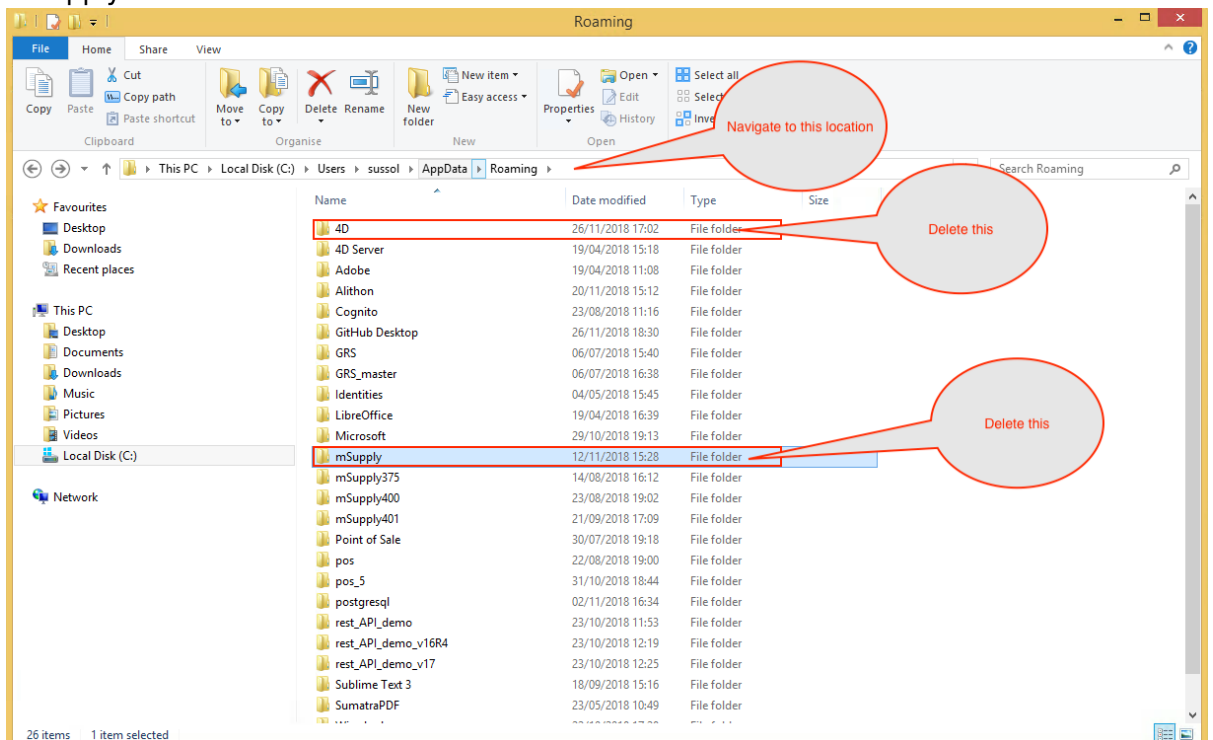 Roaming
File Home Share View
Copy
Paste
Cut
Copy path
Paste shortcut
Clipboard
Move to
Copy to
Delete
Rename
Organise
New folder
New item
Easy access
New
Properties
Open
Edit
History
Open
Select all
Navigate to this location
This PC Local Disk (C:) Users sussol AppData Roaming
Search Roaming
Favourites
Desktop
Downloads
Recent places
This PC
Desktop
Documents
Downloads
Music
Pictures
Videos
Local Disk (C:)
Network
Name Date modified Type Size
4D 26/11/2018 17:02 File folder
Delete this
4D Server 19/04/2018 15:18 File folder
Adobe 19/04/2018 11:08 File folder
Alithon 20/11/2018 15:12 File folder
Cognito 23/08/2018 11:16 File folder
GitHub Desktop 26/11/2018 18:30 File folder
GRS 06/07/2018 15:40 File folder
GRS_master 06/07/2018 16:38 File folder
Identities 04/05/2018 15:45 File folder
LibreOffice 19/04/2018 16:39 File folder
Microsoft 29/10/2018 19:13 File folder
Delete this
mSupply 12/11/2018 15:28 File folder
mSupply375 14/08/2018 16:12 File folder
mSupply400 23/08/2018 19:02 File folder
mSupply401 21/09/2018 17:09 File folder
Point of Sale 30/07/2018 19:18 File folder
pos 22/08/2018 19:00 File folder
pos_5 31/10/2018 18:44 File folder
postgresql 02/11/2018 16:34 File folder
rest_API_demo 23/10/2018 11:53 File folder
rest_API_demo_v16R4 23/10/2018 12:19 File folder
rest_API_demo_v17 23/10/2018 12:25 File folder
Sublime Text 3 18/09/2018 15:16 File folder
SumatraPDF 23/05/2018 10:49 File folder
26 items 1 item selected